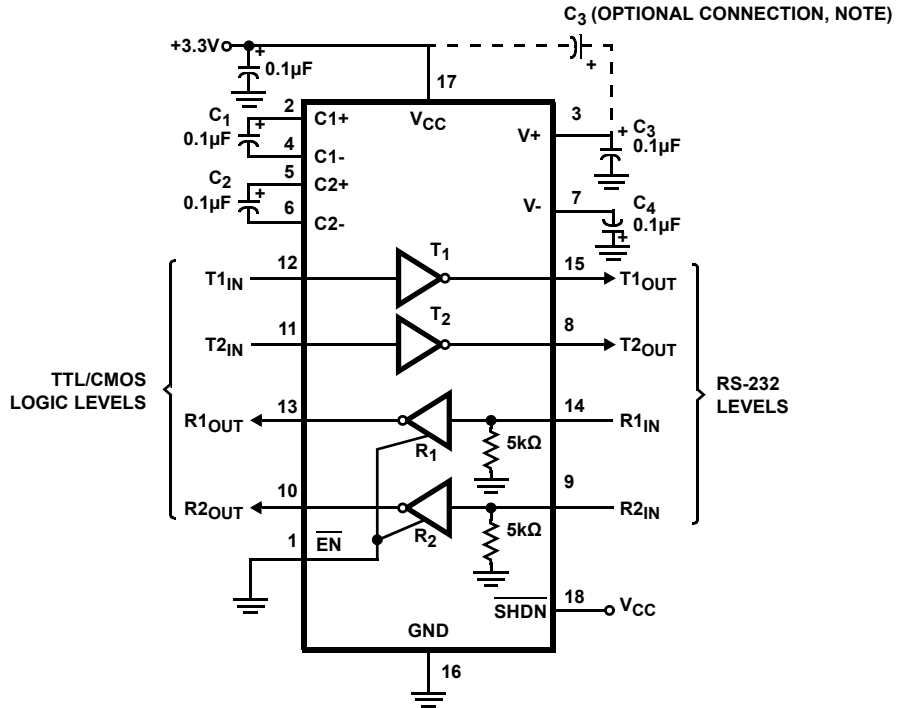 C3 (OPTIONAL CONNECTION, NOTE)
+3.3V
+
0.1µF
+
17
2
C1+
VCC
3
C1
0.1µF
+
V+
+
C3
0.1µF
4
C1-
5
C2+
C2
0.1µF
+
6
C2-
V-
7
C4
0.1µF
+
T1IN
12
T1
15
T1OUT
T2IN
11
T2
8
T2OUT
TTL/CMOS
LOGIC LEVELS
RS-232
LEVELS
R1OUT
13
R1
5kΩ
14
R1IN
R2OUT
10
R2
5kΩ
9
R2IN
1
EN
SHDN
18
VCC
GND
16